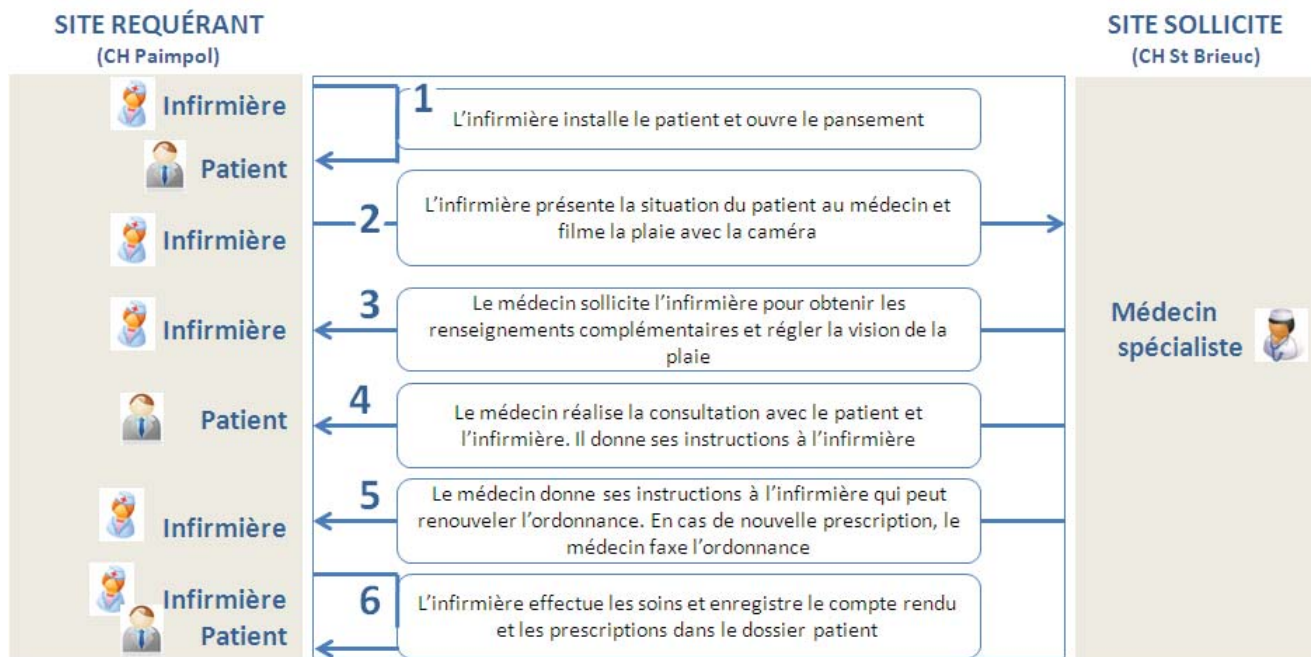 SITE REQUÉRANT
(CH Paimpol)
SITE SOLLICITE
(CH St Brieuc)
Infirmière
Patient
1
L’infirmière installe le patient et ouvre le pansement
Infirmière
2
L’infirmière présente la situation du patient au médecin et
filme la plaie avec la caméra
Infirmière
3
Le médecin sollicite l’infirmière pour obtenir les
renseignements complémentaires et régler la vision de la
plaie
Médecin
spécialiste
Patient
4
Le médecin réalise la consultation avec le patient et
l’infirmière. Il donne ses instructions à l’infirmière
Infirmière
5
Le médecin donne ses instructions à l’infirmière qui peut
renouveler l’ordonnance. En cas de nouvelle prescription, le
médecin faxe l’ordonnance
Infirmière
Patient
6
L’infirmière effectue les soins et enregistre le compte rendu
et les prescriptions dans le dossier patient